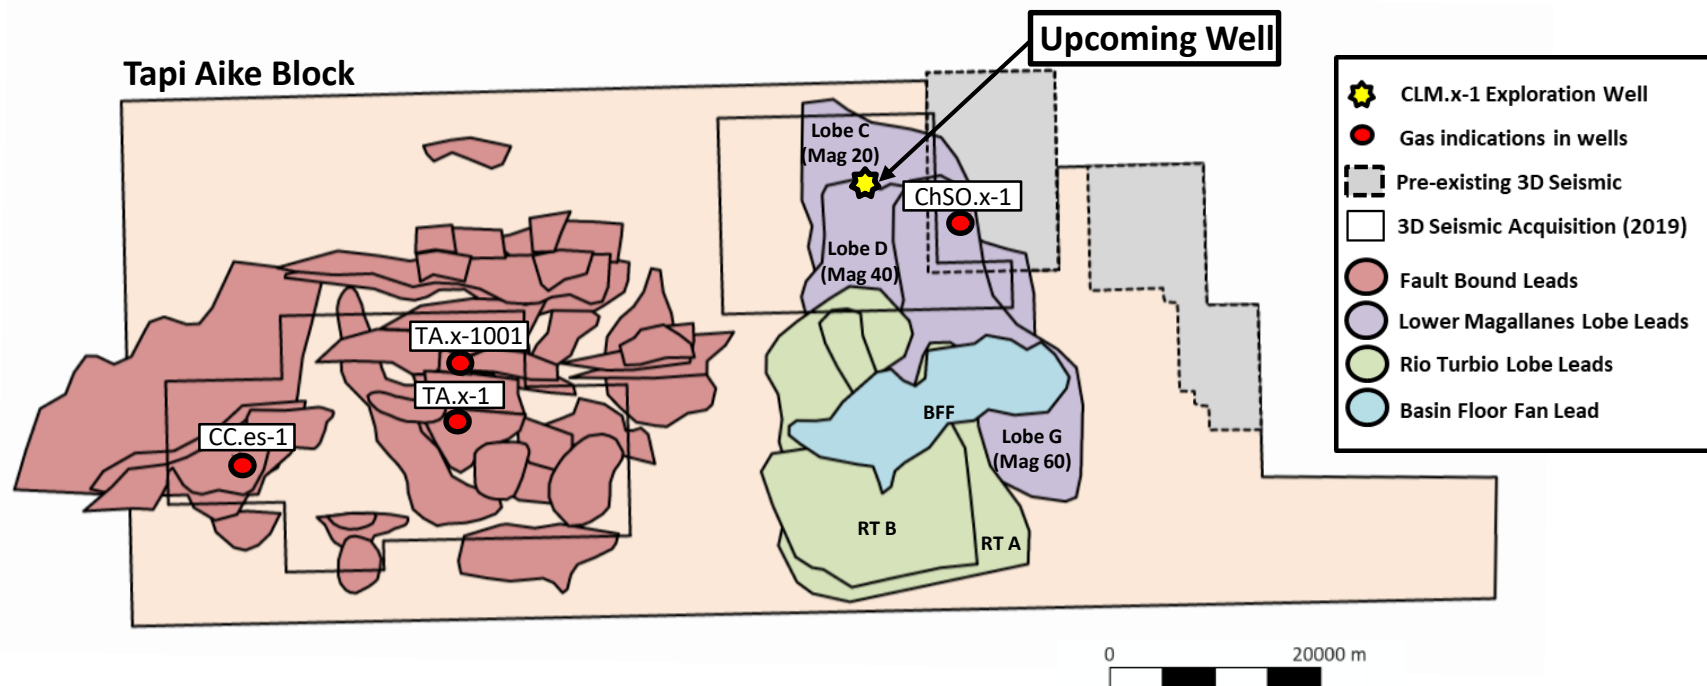 Upcoming Well
Tapi Aike Block
Lobe C
(Mag 20)
ChSO.x-1
Lobe D
(Mag 40)
TA.x-1001
TA.x-1
CC.es-1
BFF
Lobe G
(Mag 60)
RT B
RT A
CLM.x-1 Exploration Well
Gas indications in wells
Pre-existing 3D Seismic
3D Seismic Acquisition (2019)
Fault Bound Leads
Lower Magallanes Lobe Leads
Rio Turbio Lobe Leads
Basin Floor Fan Lead
0 20000 m